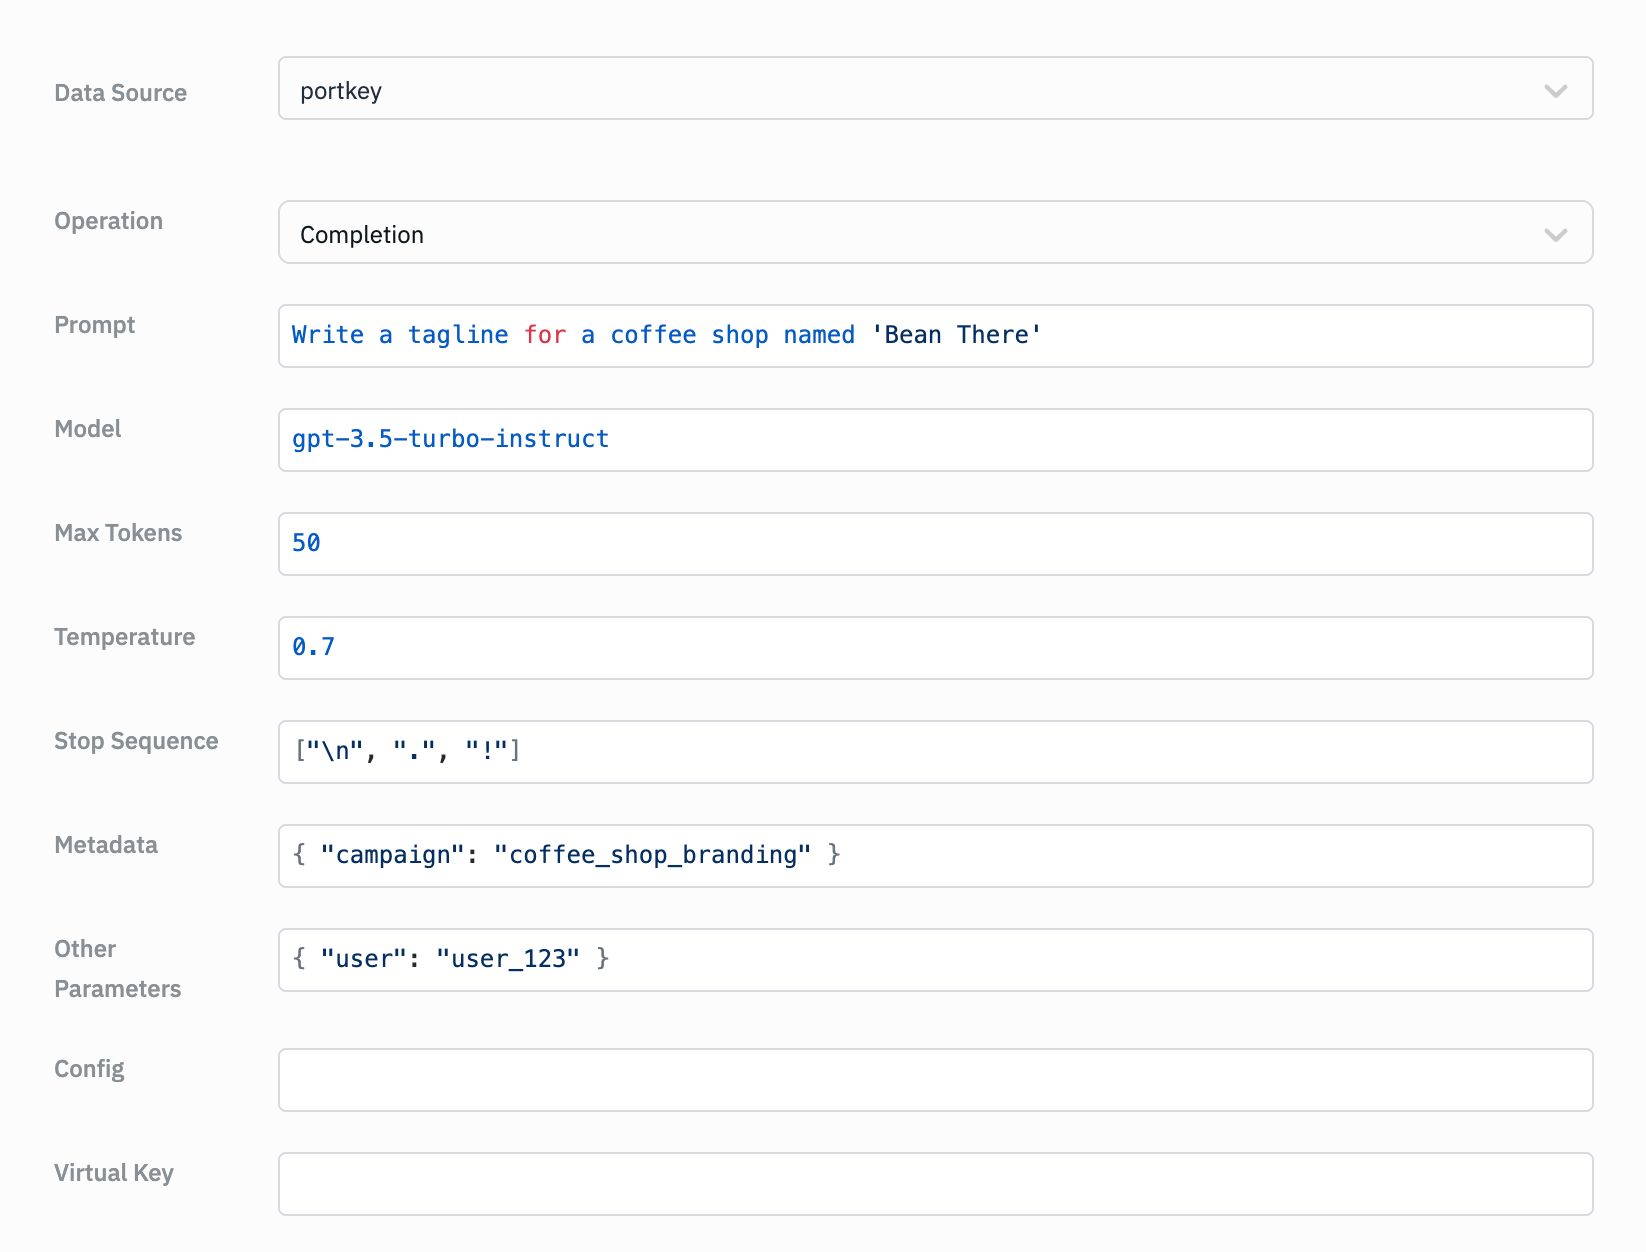 Data Source
portkey
Operation
Completion
Prompt
Write a tagline for a coffee shop named 'Bean There'
Model
gpt-3.5-turbo-instruct
Max Tokens
50
Temperature
0.7
Stop Sequence
["\n", ".", "!"]
Metadata
{ "campaign": "coffee_shop_branding" }
Other
Parameters
{ "user": "user_123" }
Config
Virtual Key